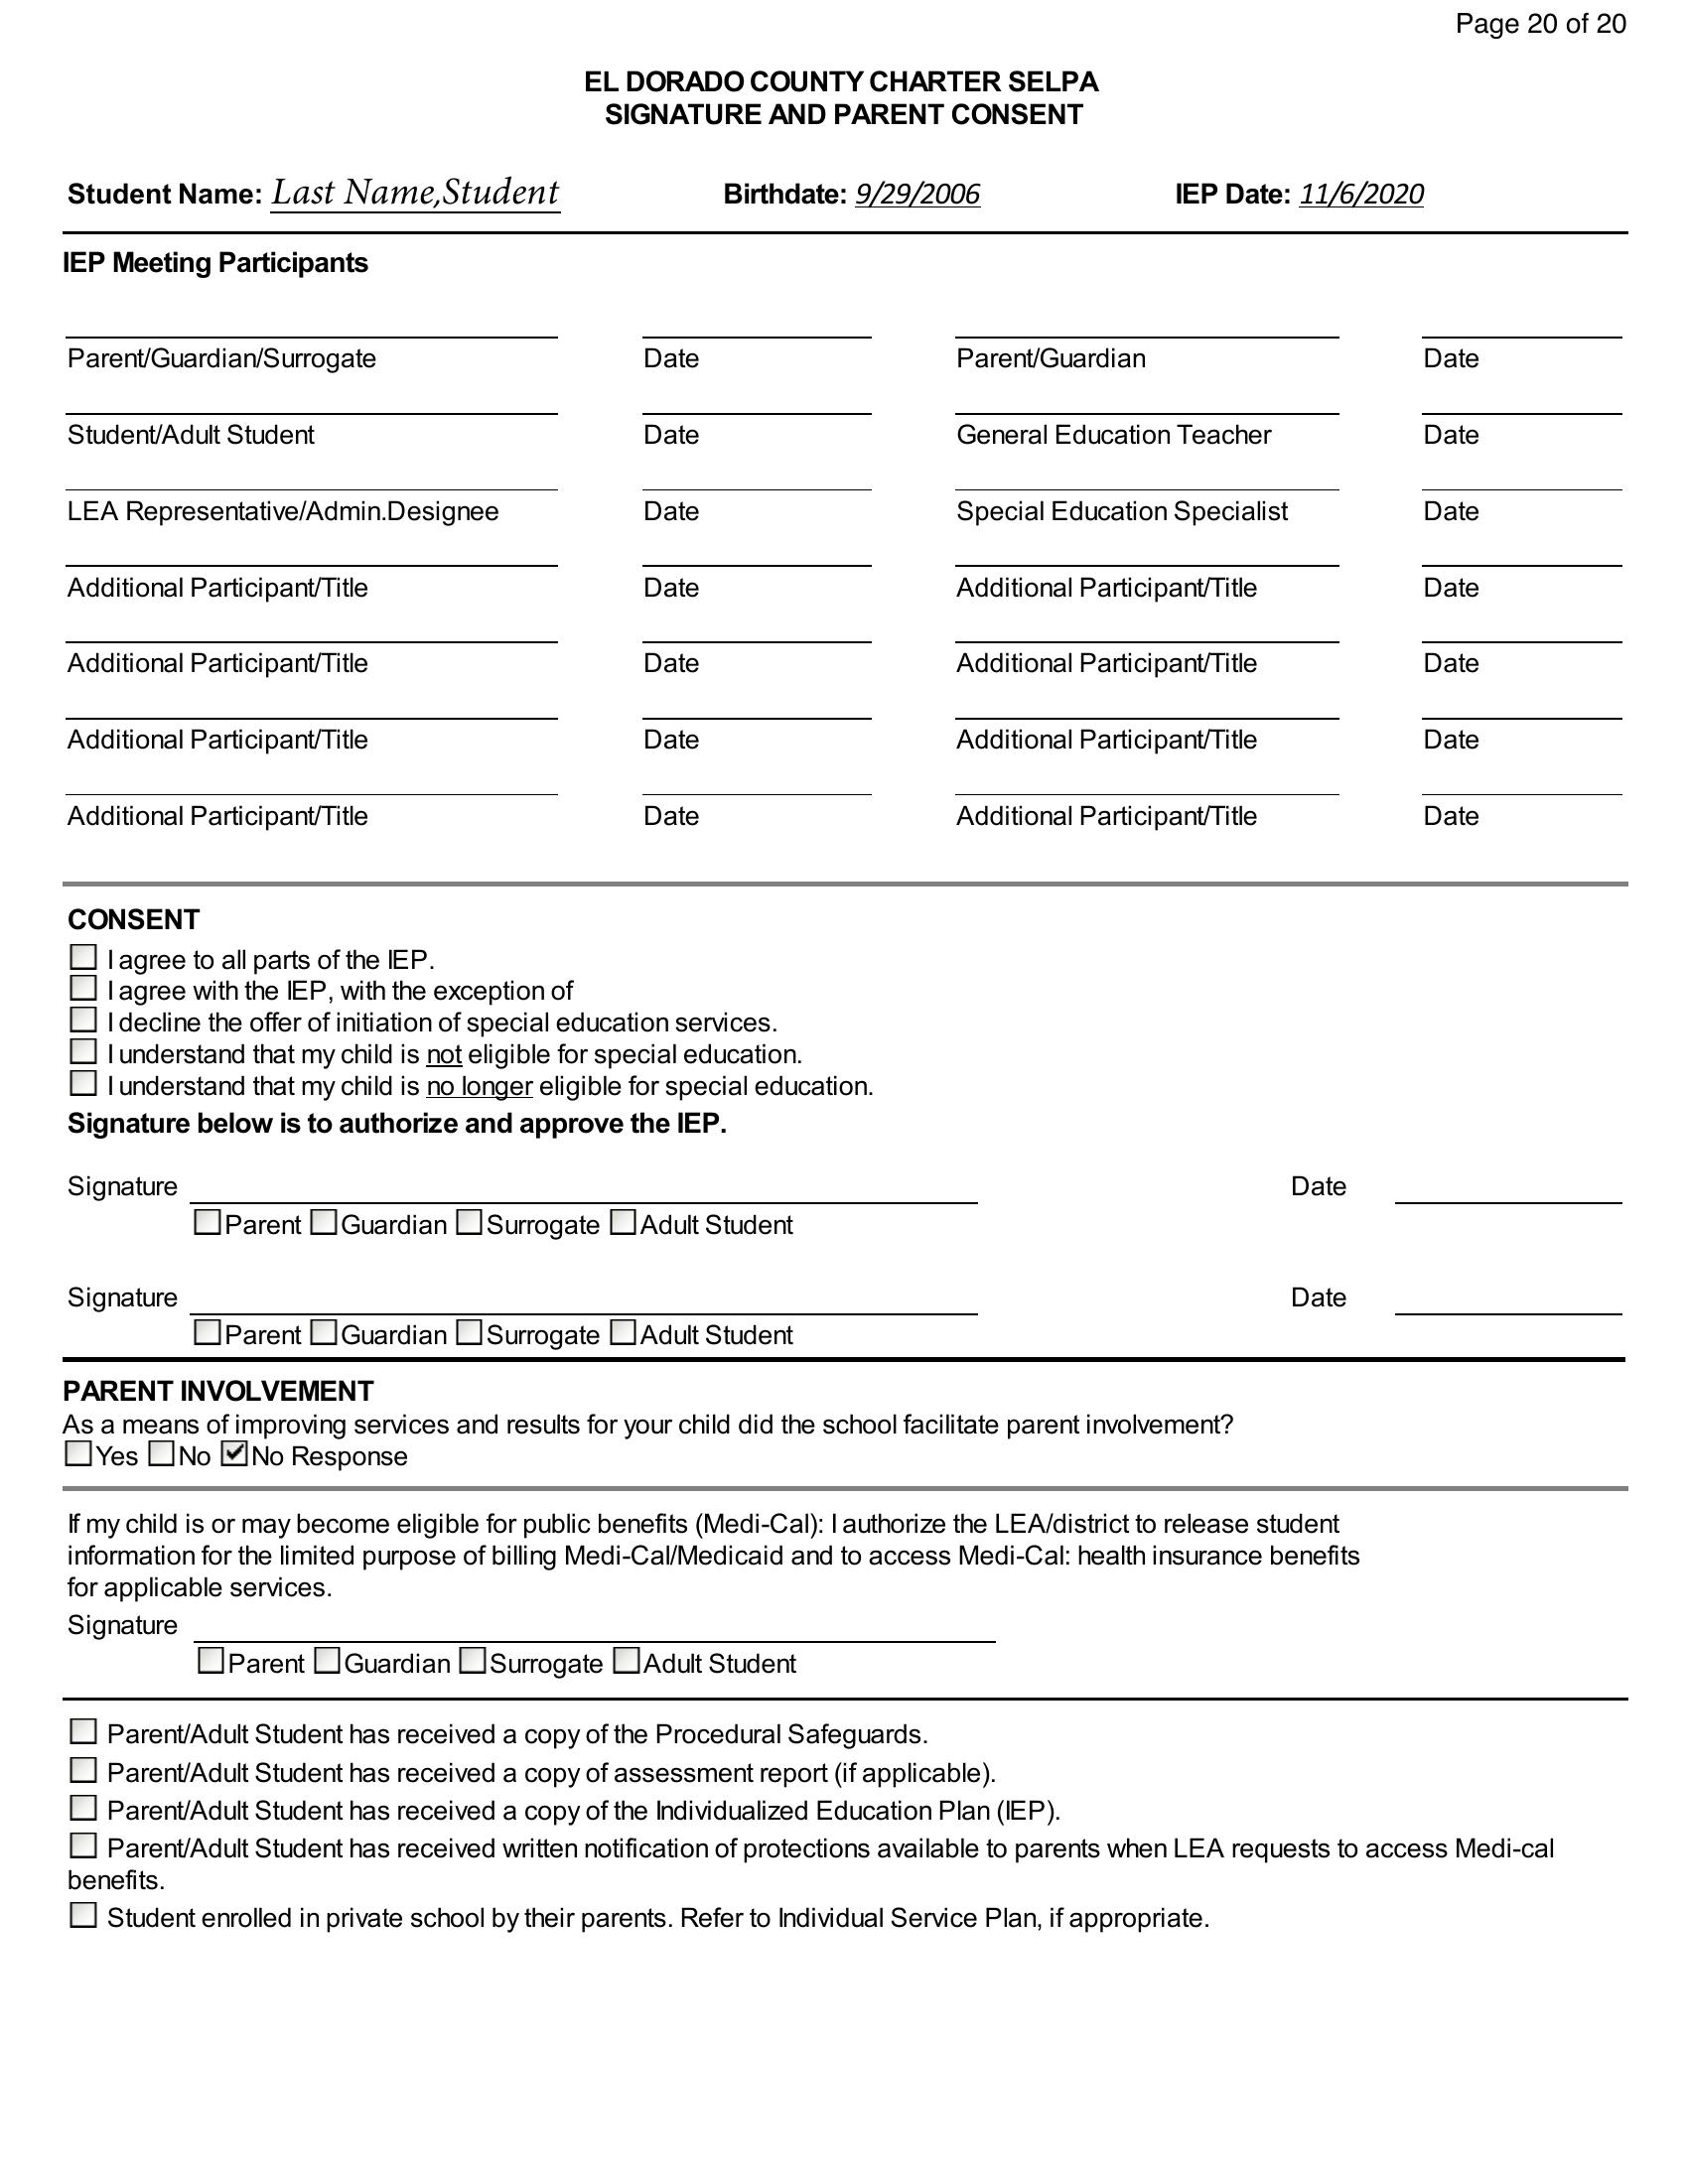 Page 20 of 20
EL DORADO COUNTY CHARTER SELPA
SIGNATURE AND PARENT CONSENT
Student Name: Last Name,Student Birthdate: 9/29/2006 IEP Date: 11/6/2020
IEP Meeting Participants
Parent/Guardian/Surrogate Date Parent/Guardian Date
Student/Adult Student Date General Education Teacher Date
LEA Representative/Admin.Designee Date Special Education Specialist Date
Additional Participant/Title Date Additional Participant/Title Date
Additional Participant/Title Date Additional Participant/Title Date
Additional Participant/Title Date Additional Participant/Title Date
Additional Participant/Title Date Additional Participant/Title Date
CONSENT
I agree to all parts of the IEP.
I agree with the IEP, with the exception of
I decline the offer of initiation of special education services.
I understand that my child is not eligible for special education.
I understand that my child is no longer eligible for special education.
Signature below is to authorize and approve the IEP.
Signature Date
Parent Guardian Surrogate Adult Student
Signature Date
Parent Guardian Surrogate Adult Student
PARENT INVOLVEMENT
As a means of improving services and results for your child did the school facilitate parent involvement?
Yes No No Response
If my child is or may become eligible for public benefits (Medi-Cal): I authorize the LEA/district to release student
information for the limited purpose of billing Medi-Cal/Medicaid and to access Medi-Cal: health insurance benefits
for applicable services.
Signature
Parent Guardian Surrogate Adult Student
Parent/Adult Student has received a copy of the Procedural Safeguards.
Parent/Adult Student has received a copy of assessment report (if applicable).
Parent/Adult Student has received a copy of the Individualized Education Plan (IEP).
Parent/Adult Student has received written notification of protections available to parents when LEA requests to access Medi-cal
benefits.
Student enrolled in private school by their parents. Refer to Individual Service Plan, if appropriate.